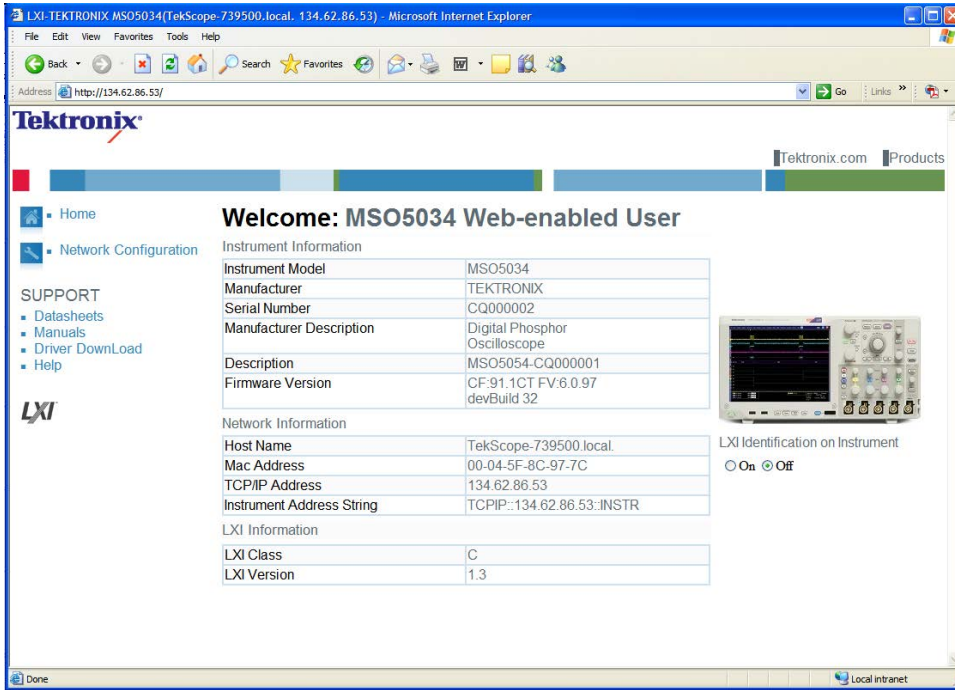 LXI-TEKTRONIX MSO5034(TekScope-739500.local. 134.62.86.53) - Microsoft Internet Explorer
File Edit View Favorites Tools Help
Back Search Favorites
Address http://134.62.86.53/ Go Links »
Tektronix
Tektronix.com Products
Home
Network Configuration
SUPPORT
Datasheets
Manuals
Driver DownLoad
Help
LXI
Welcome: MSO5034 Web-enabled User
Instrument Information
Instrument Model MSO5034
Manufacturer TEKTRONIX
Serial Number CQ000002
Manufacturer Description Digital Phosphor
Oscilloscope
Description MSO5054-CQ000001
Firmware Version CF:91.1CT FV:6.0.97
devBuild 32
Network Information
Host Name TekScope-739500.local.
Mac Address 00-04-5F-8C-97-7C
TCP/IP Address 134.62.86.53
Instrument Address String TCPIP::134.62.86.53::INSTR
LXI Information
LXI Class C
LXI Version 1.3
LXI Identification on Instrument
On Off
Done Local intranet